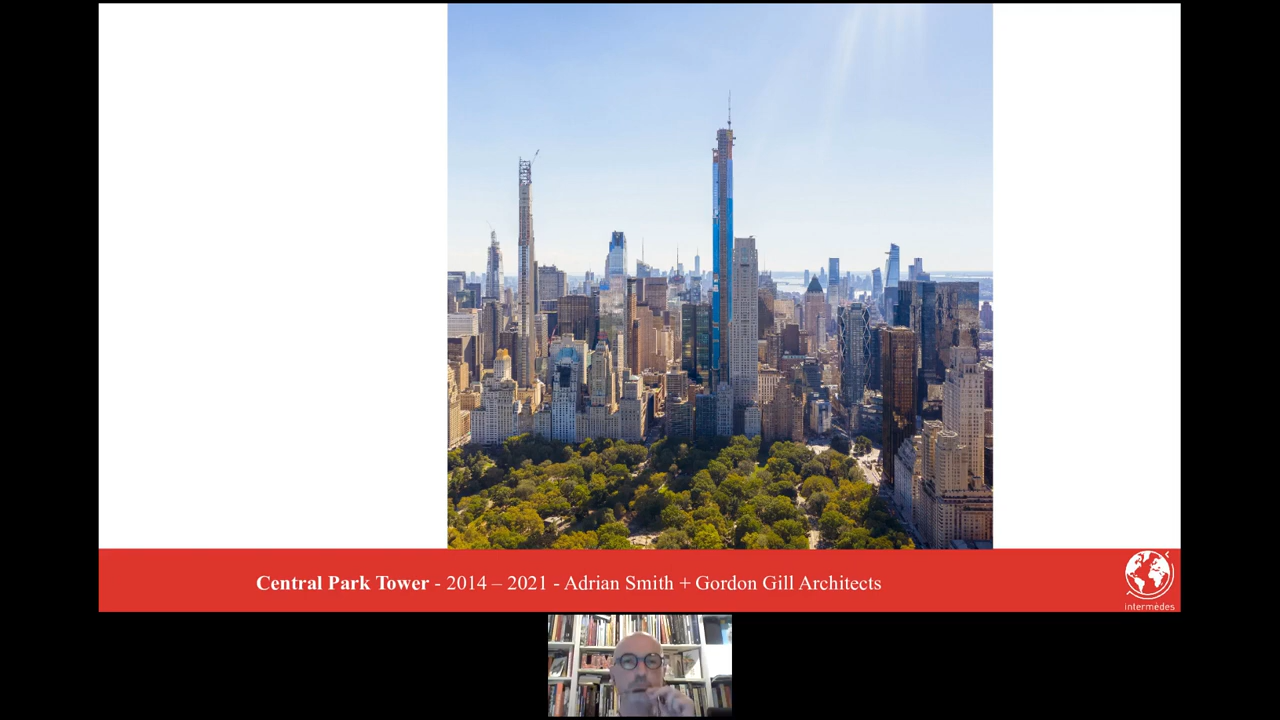 Central Park Tower - 2014 – 2021 - Adrian Smith + Gordon Gill Architects
intermèdes